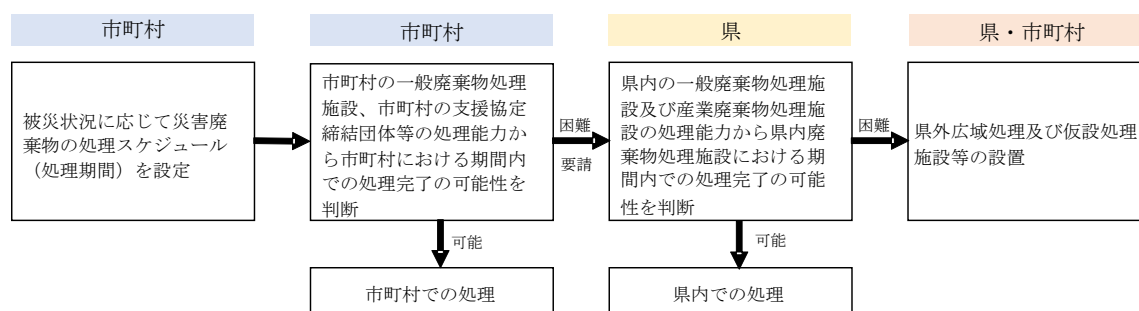 市町村
市町村
県
県・市町村
被災状況に応じて災害廃
棄物の処理スケジュール
（処理期間）を設定
市町村の一般廃棄物処理
施設、市町村の支援協定
締結団体等の処理能力か
ら市町村における期間内
での処理完了の可能性を
判断
困難
要請
県内の一般廃棄物処理施
設及び産業廃棄物処理施
設の処理能力から県内廃
棄物処理施設における期
間内での処理完了の可能
性を判断
困難
県外広域処理及び仮設処理
施設等の設置
可能
可能
市町村での処理
県内での処理